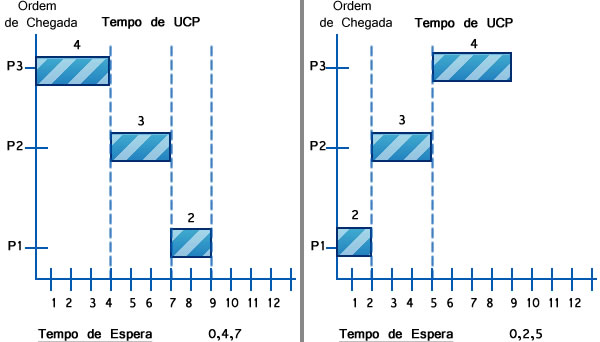 Ordem
de Chegada Tempo de UCP
4
P3
3
P2
2
P1
1 2 3 4 5 6 7 8 9 10 11 12
Tempo de Espera 0,4,7
Ordem
de Chegada Tempo de UCP
4
P3
3
P2
2
P1
1 2 3 4 5 6 7 8 9 10 11 12
Tempo de Espera 0,2,5